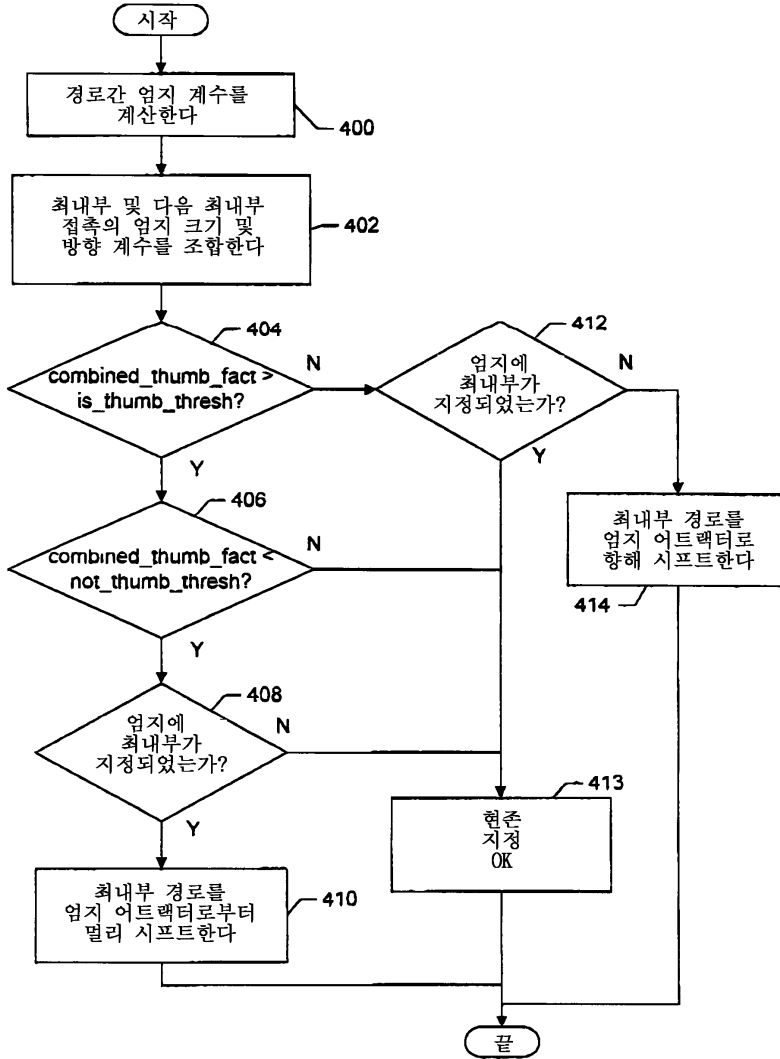 시작
경로간 엄지 계수를
계산한다
400
최내부 및 다음 최내부
접촉의 엄지 크기 및
방향 계수를 조합한다
402
404
combined_thumb_fact >
is_thumb_thresh?
N
Y
412
엄지에
최내부가
지정되었는가?
N
Y
406
combined_thumb_fact <
not_thumb_thresh?
N
Y
최내부 경로를
엄지 어트랙터로
향해 시프트한다
414
408
엄지에
최내부가
지정되었는가?
N
Y
413
현존
지정
OK
최내부 경로를
엄지 어트랙터로부터
멀리 시프트한다
410
끝